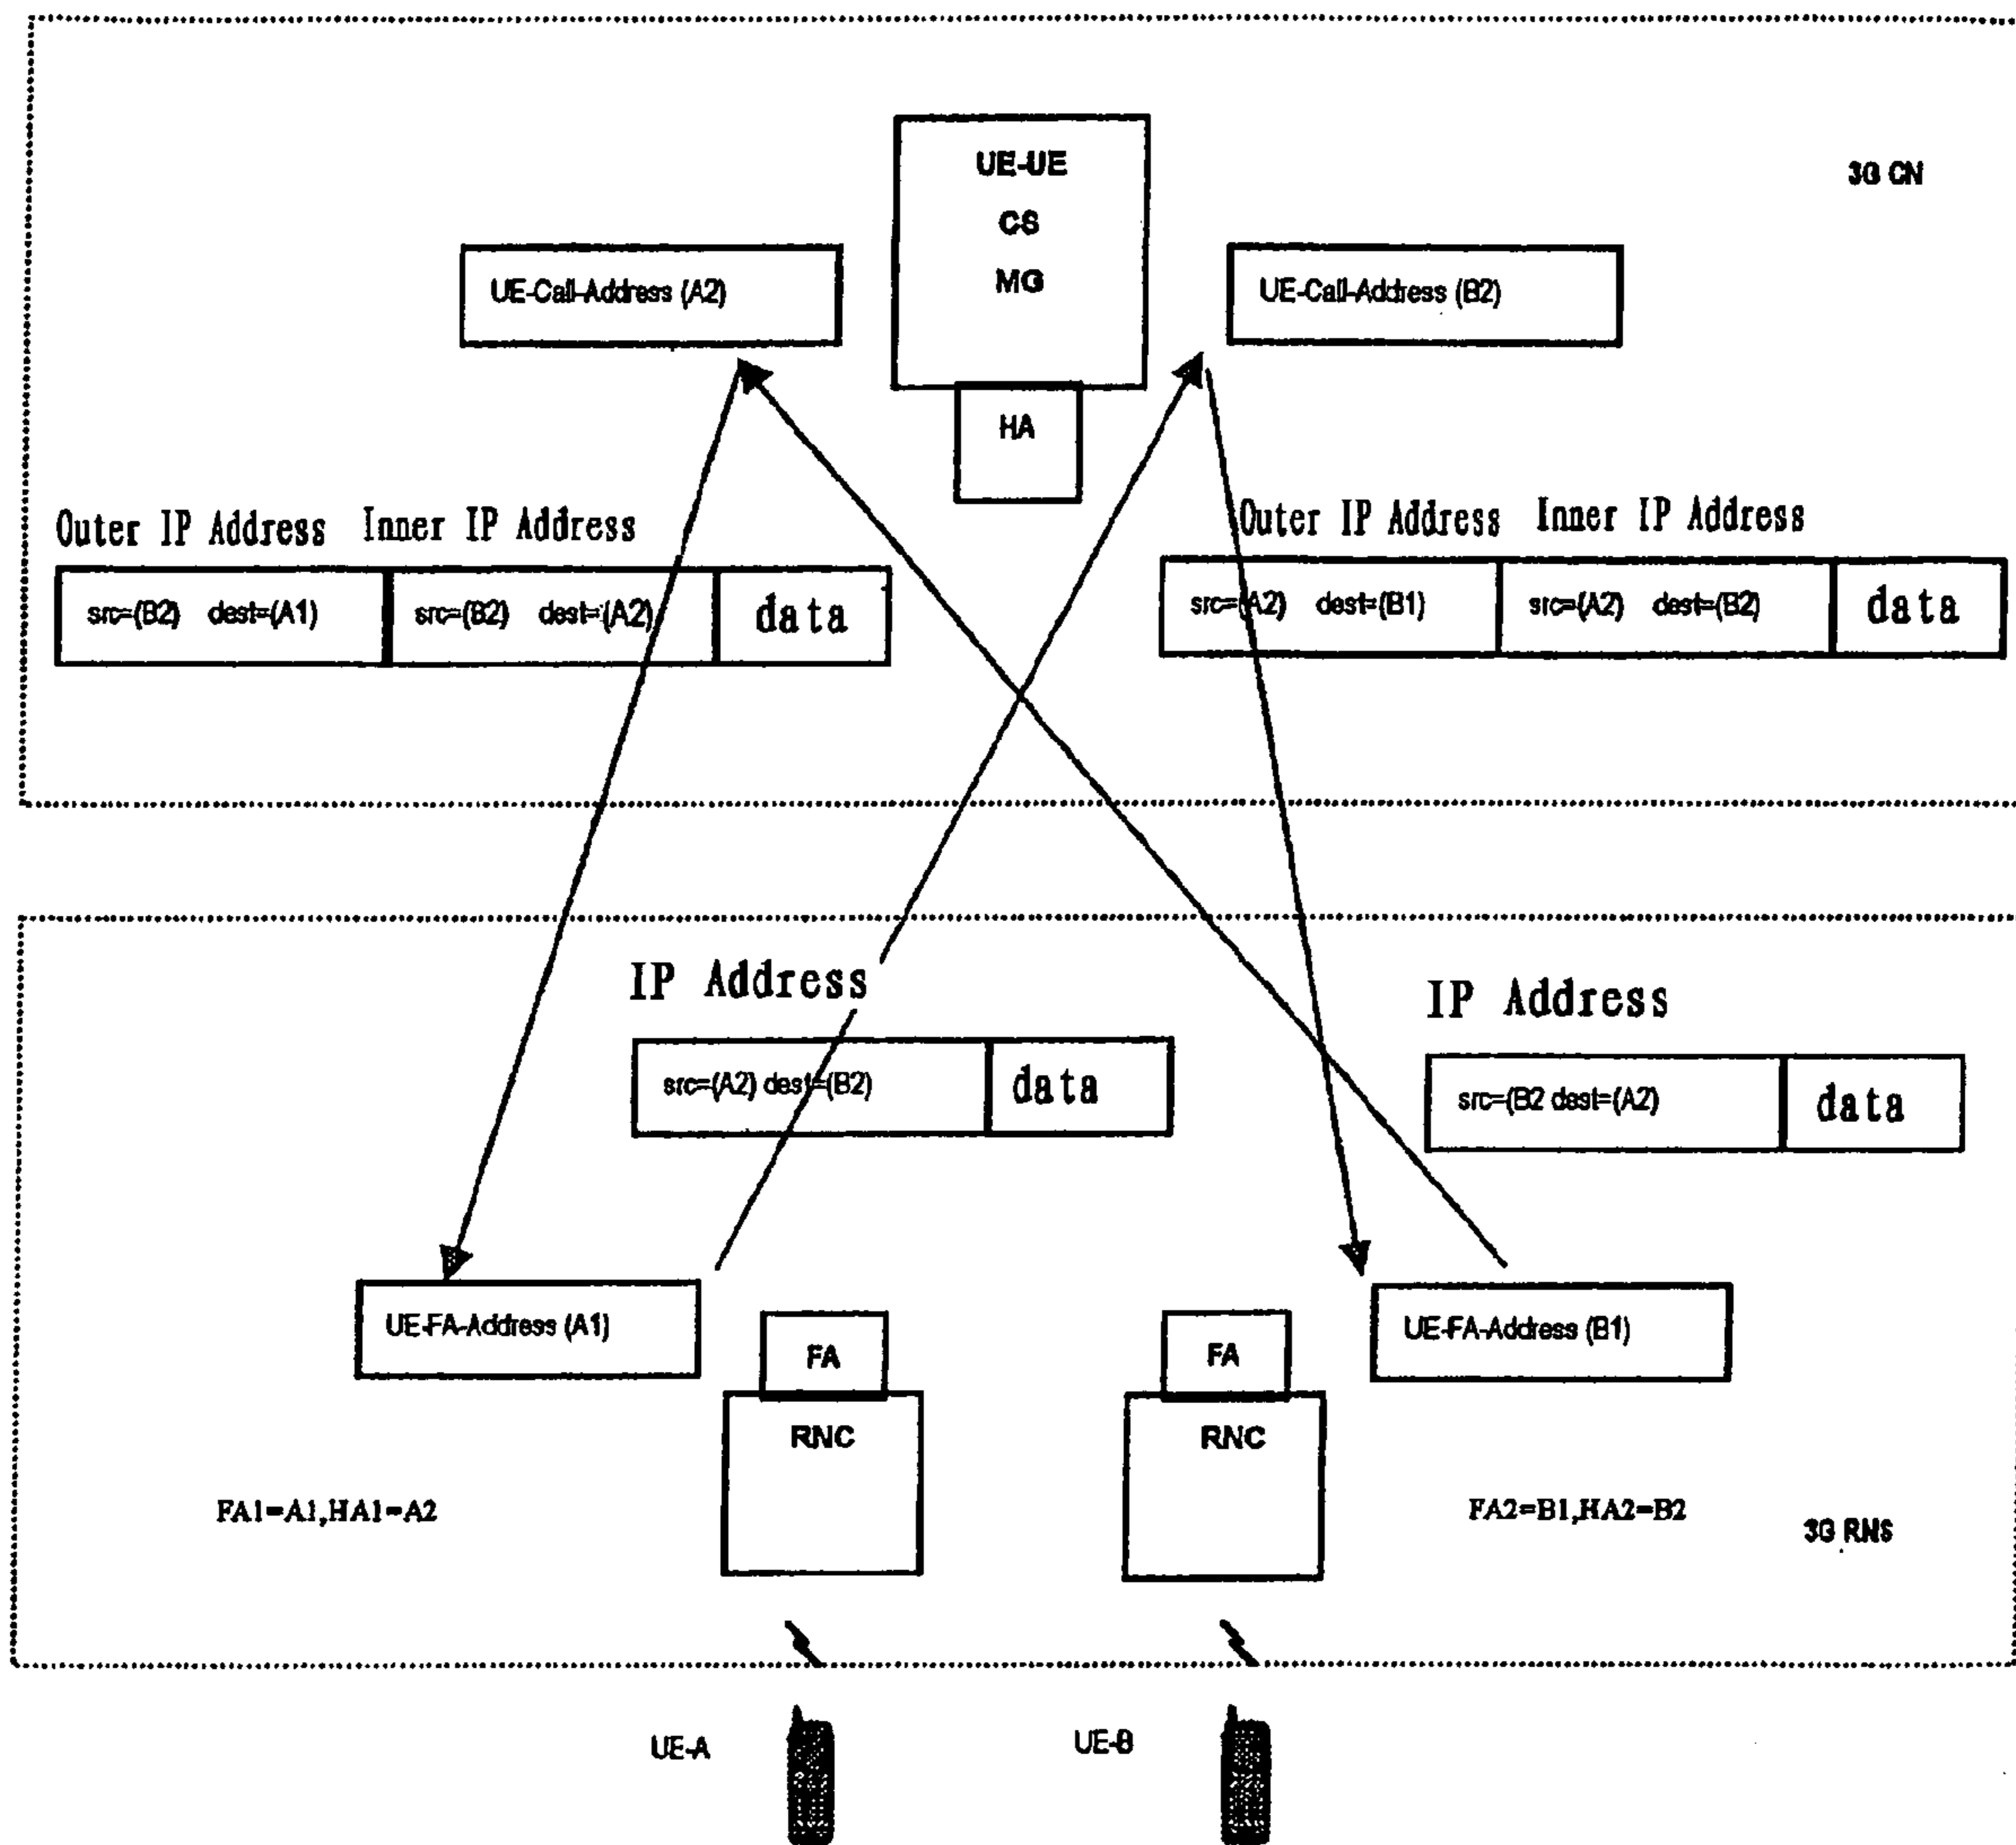 UE-UE
CS
MG
3G CN
UE-Call-Address (A2)
UE-Call-Address (B2)
HA
Outer IP Address Inner IP Address
Outer IP Address Inner IP Address
src=(B2) dest=(A1) src=(B2) dest=(A2) data
src=(A2) dest=(B1) src=(A2) dest=(B2) data
IP Address
IP Address
src=(A2) dest=(B2) data
src=(B2 dest=(A2) data
UE-FA-Address (A1)
FA
FA
UE-FA-Address (B1)
RNC
RNC
FA1=A1,HA1=A2
FA2=B1,HA2=B2
3G RNS
UE-A
UE-B